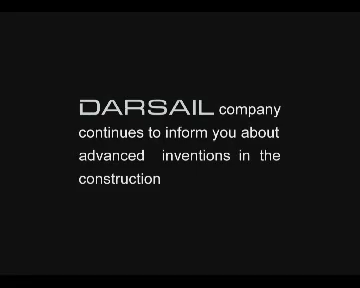 DARSAIL company
continues to inform you about
advanced inventions in the
construction